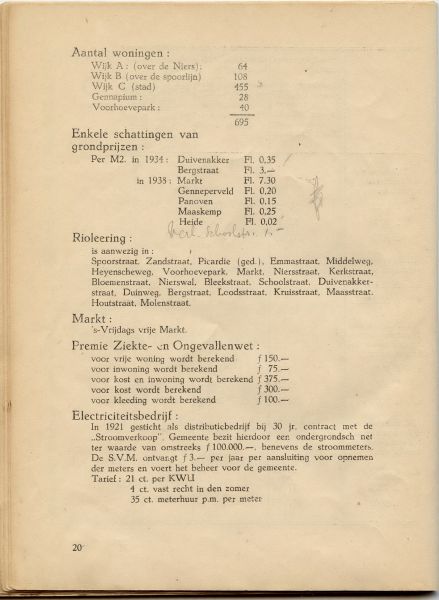 Aantal woningen :
Wijk A : (over de Niers): 64
Wijk B (over de spoorlijn) 108
Wijk C (stad) 455
Gennapium : 28
Voorhoevepark : 40
695
Enkele schattingen van
grondprijzen :
Per M2. in 1934 : Duivenakker Fl. 0,35
Bergstraat Fl. 3.—
in 1938 : Markt Fl. 7.30
Genneperveld Fl. 0,20
Panoven Fl. 0,15
Maaskemp Fl. 0,25
Heide Fl. 0,02
Verl. Schoolstr. 1.-
Rioleering :
is aanwezig in :
Spoorstraat, Zandstraat, Picardie (ged.), Emmastraat, Middelweg,
Heyenscheweg, Voorhoevepark, Markt, Niersstraat, Kerkstraat,
Bloemenstraat, Nierswal, Bleekstraat, Schoolstraat, Duivenakker-
straat, Duinweg, Bergstraat, Loodsstraat, Kruisstraat, Maasstraat,
Houtstraat, Molenstraat.
Markt :
's-Vrijdags vrije Markt.
Premie Ziekte- en Ongevallenwet :
voor vrije woning wordt berekend ƒ 150.—
voor inwoning wordt berekend ƒ 75.—
voor kost en inwoning wordt berekend ƒ 375.—
voor kost wordt berekend ƒ 300.—
voor kleeding wordt berekend ƒ 100.—
Electriciteitsbedrijf :
In 1921 gesticht als distributiebedrijf bij 30 jr. contract met de
„Stroomverkoop". Gemeente bezit hierdoor een ondergrondsch net
ter waarde van omstreeks ƒ 100.000.—, benevens de stroommeters.
De S.V.M. ontvangt ƒ 3.— per jaar per aansluiting voor opnemen
der meters en voert het beheer voor de gemeente.
Tarief : 21 ct. per KWU
4 ct. vast recht in den zomer
35 ct. meterhuur p.m. per meter
20